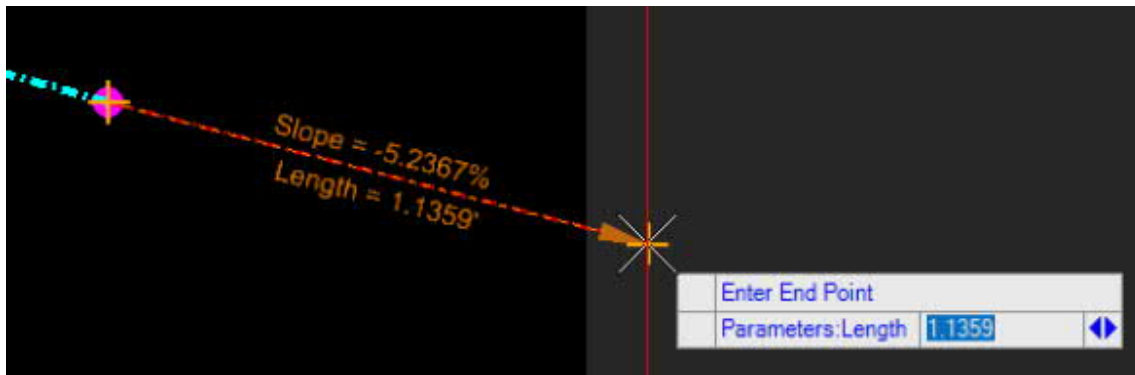 Slope = -5.2367%
Length = 1.1359'
Enter End Point
Parameters:Length 1.1359